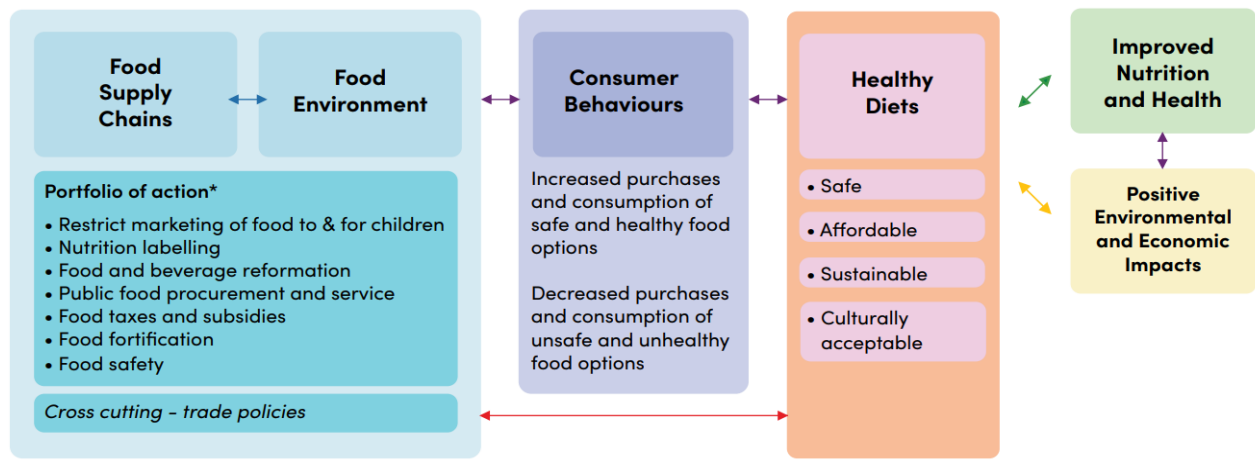 Food
Supply
Chains
Food
Environment
Portfolio of action*
• Restrict marketing of food to & for children
• Nutrition labelling
• Food and beverage reformation
• Public food procurement and service
• Food taxes and subsidies
• Food fortification
• Food safety
Cross cutting - trade policies
Consumer
Behaviours
Increased purchases
and consumption of
safe and healthy food
options
Decreased purchases
and consumption of
unsafe and unhealthy
food options
Healthy
Diets
• Safe
• Affordable
• Sustainable
• Culturally
acceptable
Improved
Nutrition
and Health
Positive
Environmental
and Economic
Impacts